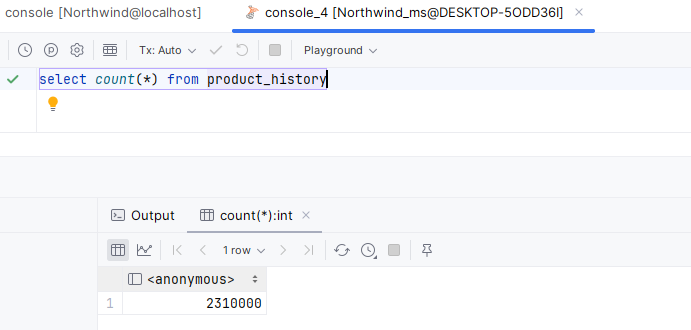 console [Northwind@localhost]
console_4 [Northwind_ms@DESKTOP-5ODD36I]
Tx: Auto
Playground
select count(*) from product_history
Output
count(*):int
1 row
<anonymous>
1 2310000